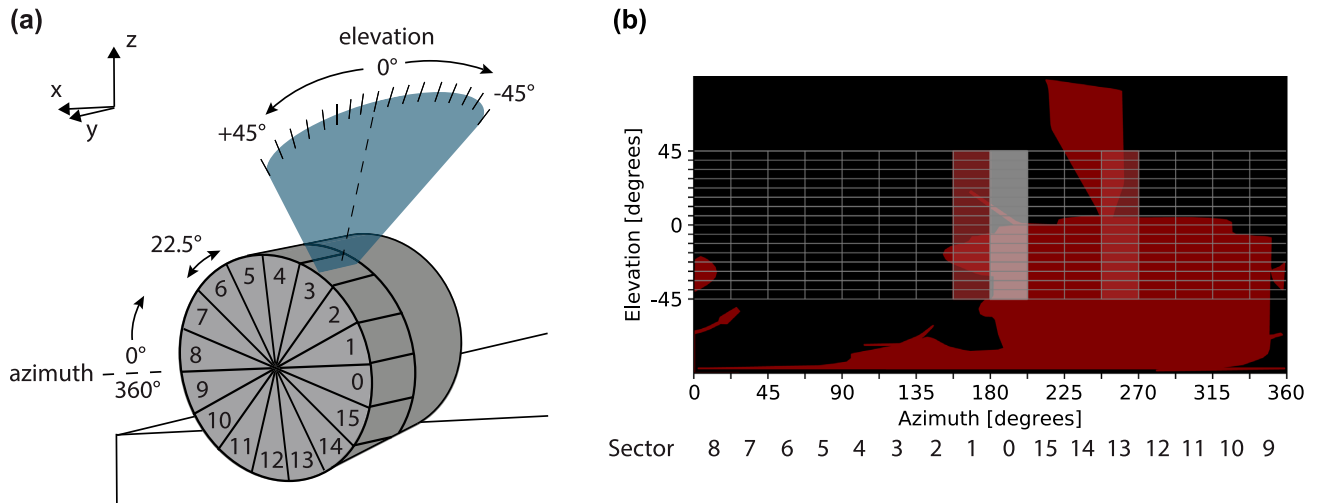 (a)
z
x
y
elevation
0°
+45°
-45°
22.5°
5
4
6
3
7
2
8
1
9
0
10
15
11
14
12
13
0°
azimuth
360°
(b)
Elevation [degrees]
45
0
-45
0 45 90 135 180 225 270 315 360
Azimuth [degrees]
Sector 8 7 6 5 4 3 2 1 0 15 14 13 12 11 10 9